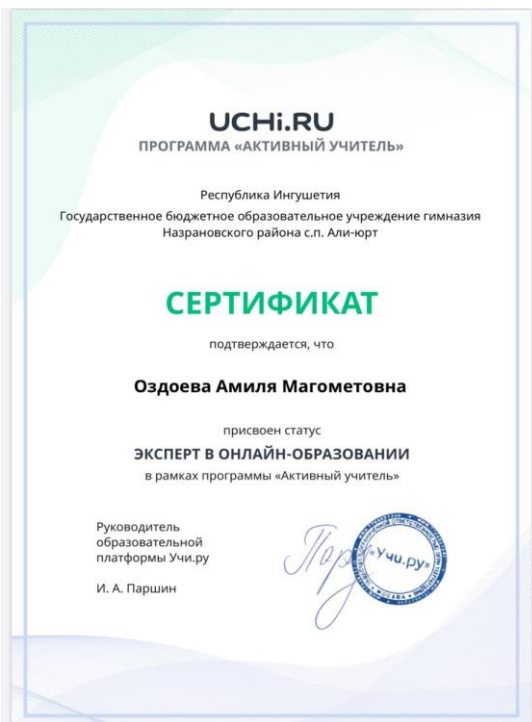 UCHi.RU
ПРОГРАММА «АКТИВНЫЙ УЧИТЕЛЬ»
Республика Ингушетия
Государственное бюджетное образовательное учреждение гимназия
Назрановского района с.п. Али-юрт
СЕРТИФИКАТ
подтверждается, что
Оздоева Амиля Магометовна
присвоен статус
ЭКСПЕРТ В ОНЛАЙН-ОБРАЗОВАНИИ
в рамках программы «Активный учитель»
Руководитель
образовательной
платформы Учи.ру
И. А. Паршин
«Учи.ру»
МОСКВА